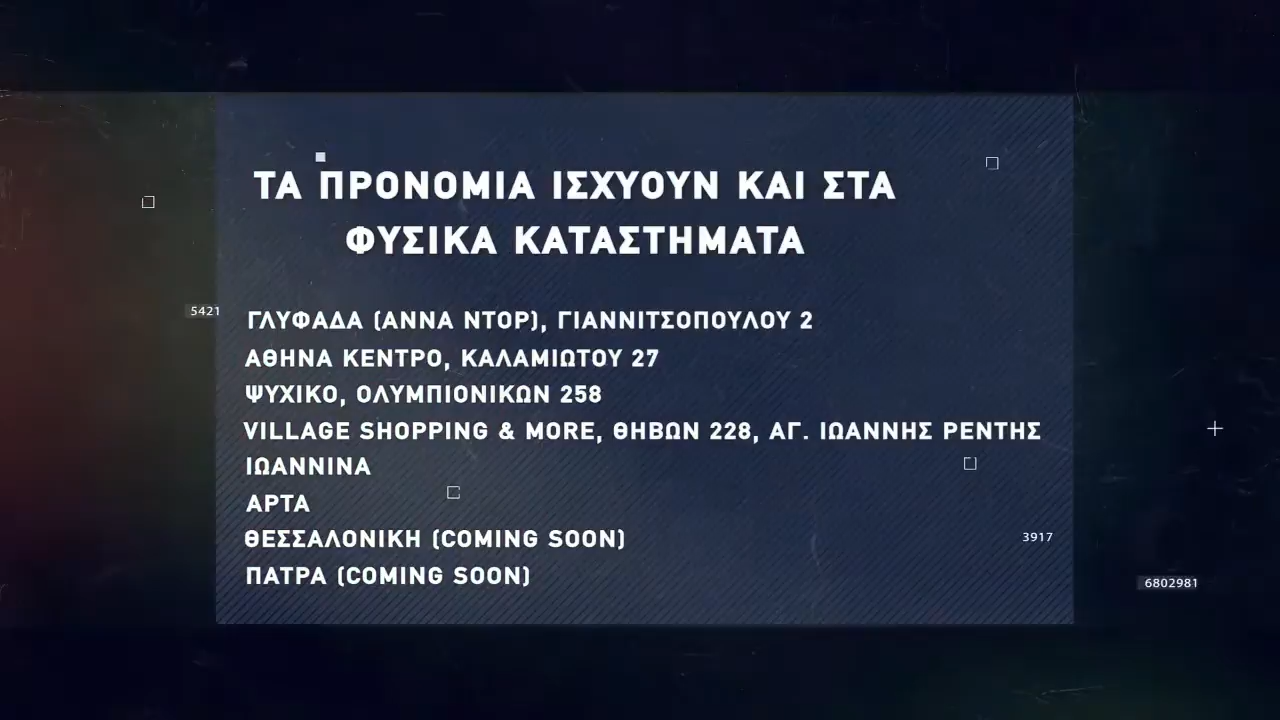 ΤΑ ΠΡΟΝΟΜΙΑ ΙΣΧΥΟΥΝ ΚΑΙ ΣΤΑ
ΦΥΣΙΚΑ ΚΑΤΑΣΤΗΜΑΤΑ
5421
ΓΛΥΦΑΔΑ (ΑΝΝΑ ΝΤΟΡ), ΓΙΑΝΝΙΤΣΟΠΟΥΛΟΥ 2
ΑΘΗΝΑ ΚΕΝΤΡΟ, ΚΑΛΑΜΙΩΤΟΥ 27
ΨΥΧΙΚΟ, ΟΛΥΜΠΙΟΝΙΚΩΝ 258
VILLAGE SHOPPING & MORE, ΘΗΒΩΝ 228, ΑΓ. ΙΩΑΝΝΗΣ ΡΕΝΤΗΣ
ΙΩΑΝΝΙΝΑ
ΑΡΤΑ
ΘΕΣΣΑΛΟΝΙΚΗ (COMING SOON)
3917
ΠΑΤΡΑ (COMING SOON)
6802981